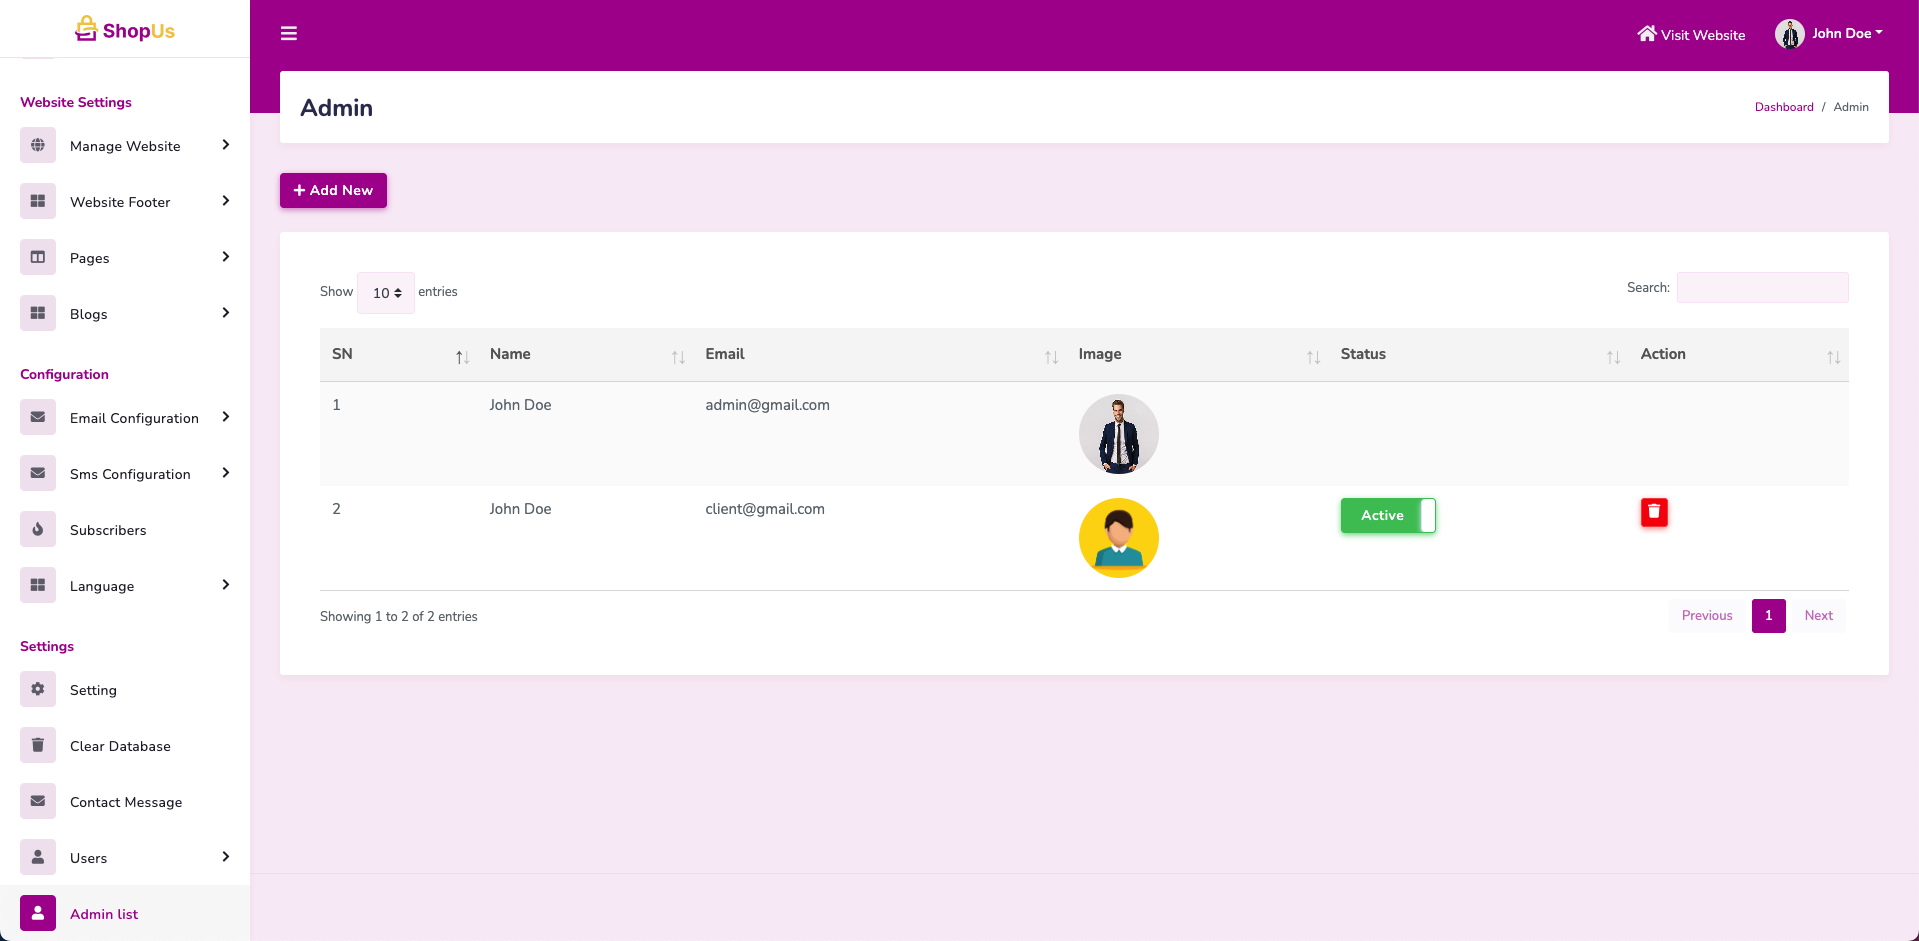 ShopUs
Visit Website
John Doe
Website Settings
Manage Website
Website Footer
Pages
Blogs
Configuration
Email Configuration
Sms Configuration
Subscribers
Language
Settings
Setting
Clear Database
Contact Message
Users
Admin list
Admin
Dashboard / Admin
+ Add New
Show 10 entries
Search:
SN Name Email Image Status Action
1 John Doe admin@gmail.com
2 John Doe client@gmail.com Active
Showing 1 to 2 of 2 entries
Previous 1 Next